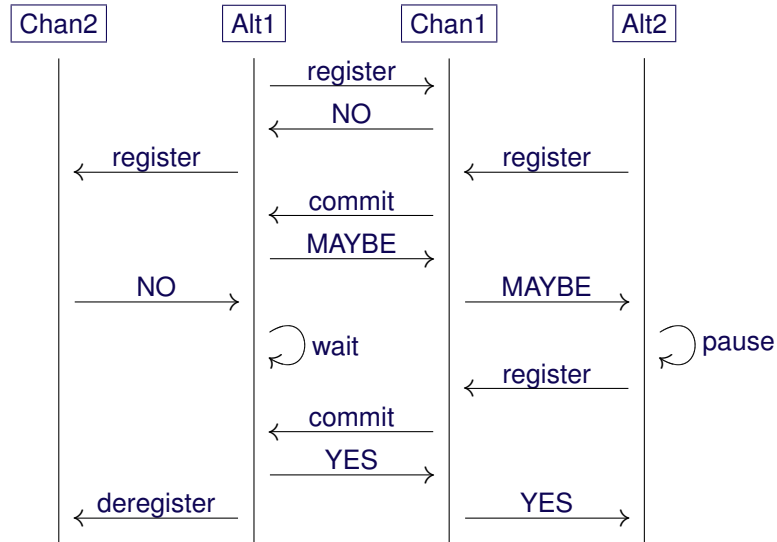 Chan2 Alt1 Chan1 Alt2
register
NO
register register
commit
MAYBE
NO MAYBE
wait pause
register
commit
YES
deregister YES